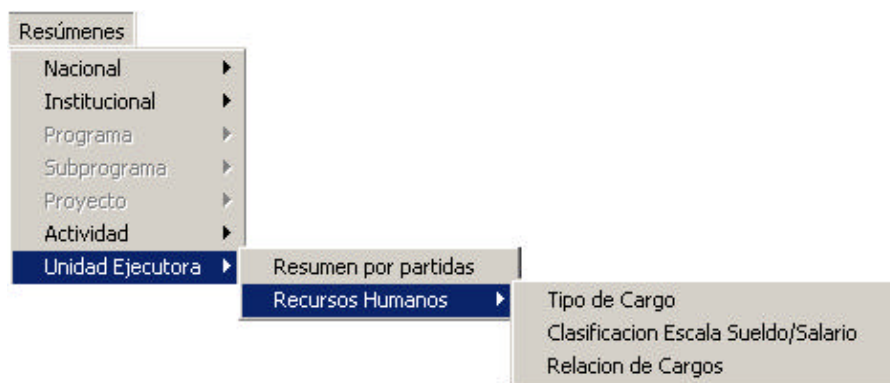 Resúmenes
Nacional
Institucional
Programa
Subprograma
Proyecto
Actividad
Unidad Ejecutora
Resumen por partidas
Recursos Humanos
Tipo de Cargo
Clasificacion Escala Sueldo/Salario
Relacion de Cargos